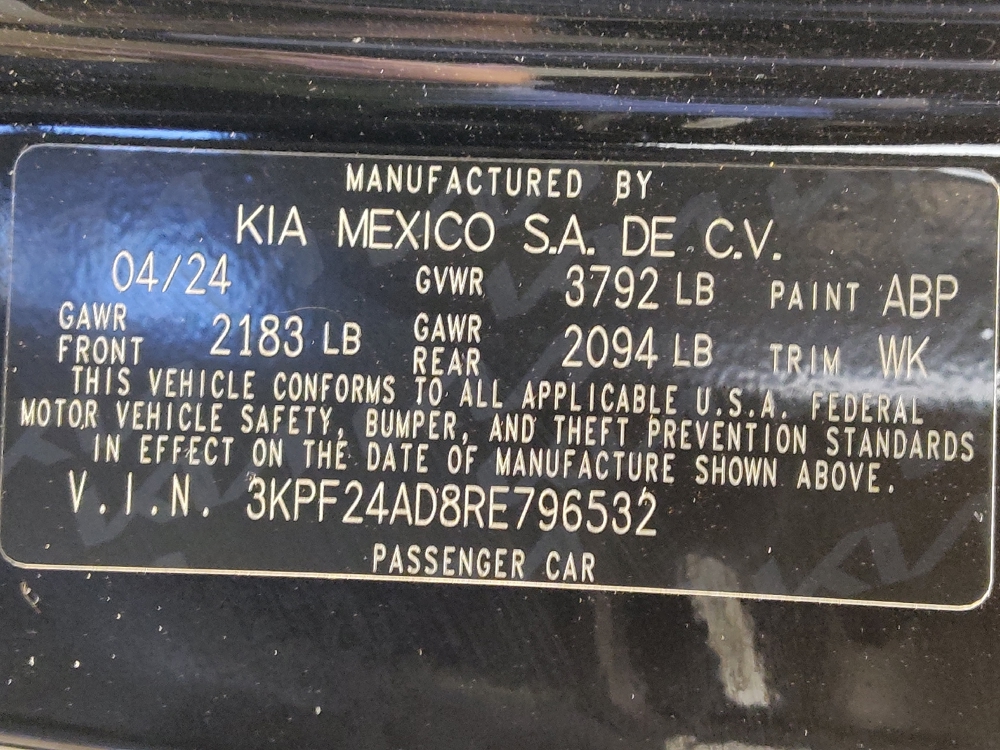 MANUFACTURED BY
KIA MEXICO S.A. DE C.V.
04/24 GVWR 3792 LB PAINT ABP
GAWR FRONT 2183 LB GAWR REAR 2094 LB TRIM WK
THIS VEHICLE CONFORMS TO ALL APPLICABLE U.S.A. FEDERAL
MOTOR VEHICLE SAFETY, BUMPER, AND THEFT PREVENTION STANDARDS
IN EFFECT ON THE DATE OF MANUFACTURE SHOWN ABOVE.
V.I.N. 3KPF24AD8RE796532
PASSENGER CAR